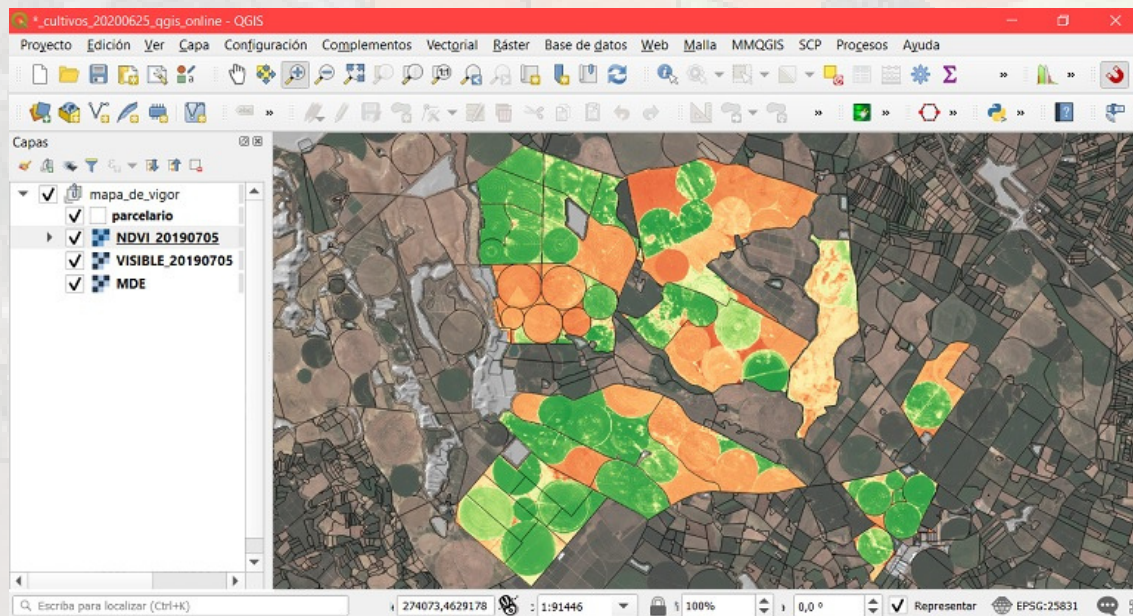 *_cultivos_20200625_qgis_online - QGIS
Proyecto Edición Ver Capa Configuración Complementos Vectorial Ráster Base de datos Web Malla MMQGIS SCP Procesos Ayuda
Capas
mapa_de_vigor
parcelario
NDVI_20190705
VISIBLE_20190705
MDE
Escriba para localizar (Ctrl+K)
274073,4629178
1:91446
100%
0,0 °
Representar
EPSG:25831